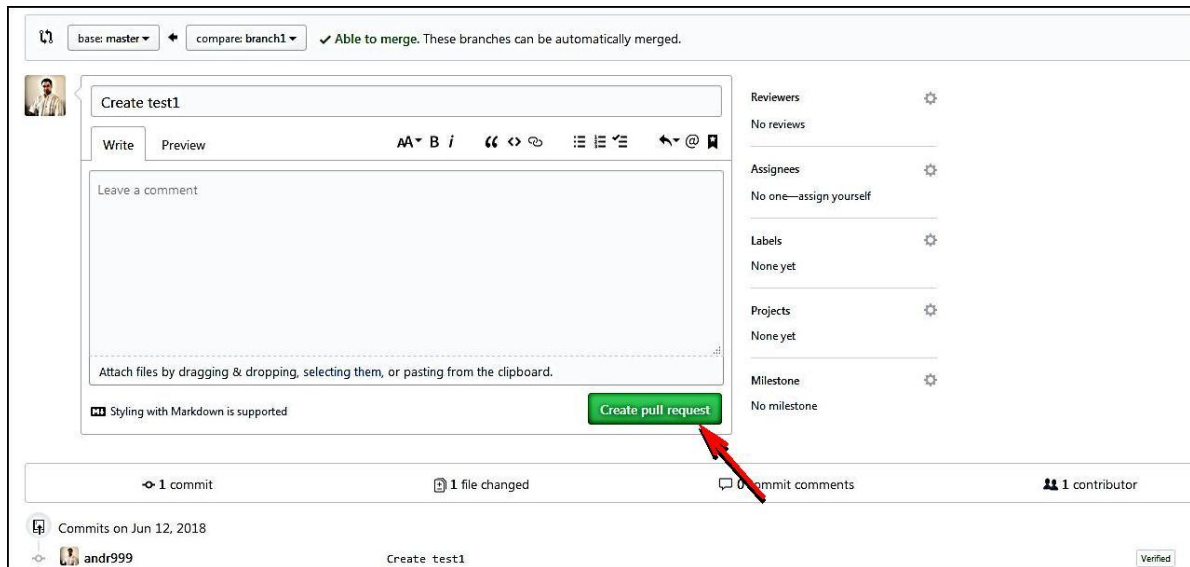 base: master compare: branch1 Able to merge. These branches can be automatically merged.
Create test1
Write Preview AA B i
Leave a comment
Attach files by dragging & dropping, selecting them, or pasting from the clipboard.
Styling with Markdown is supported
Create pull request
Reviewers
No reviews
Assignees
No one—assign yourself
Labels
None yet
Projects
None yet
Milestone
No milestone
1 commit 1 file changed 0 commit comments 1 contributor
Commits on Jun 12, 2018
andr999 Create test1 Verified